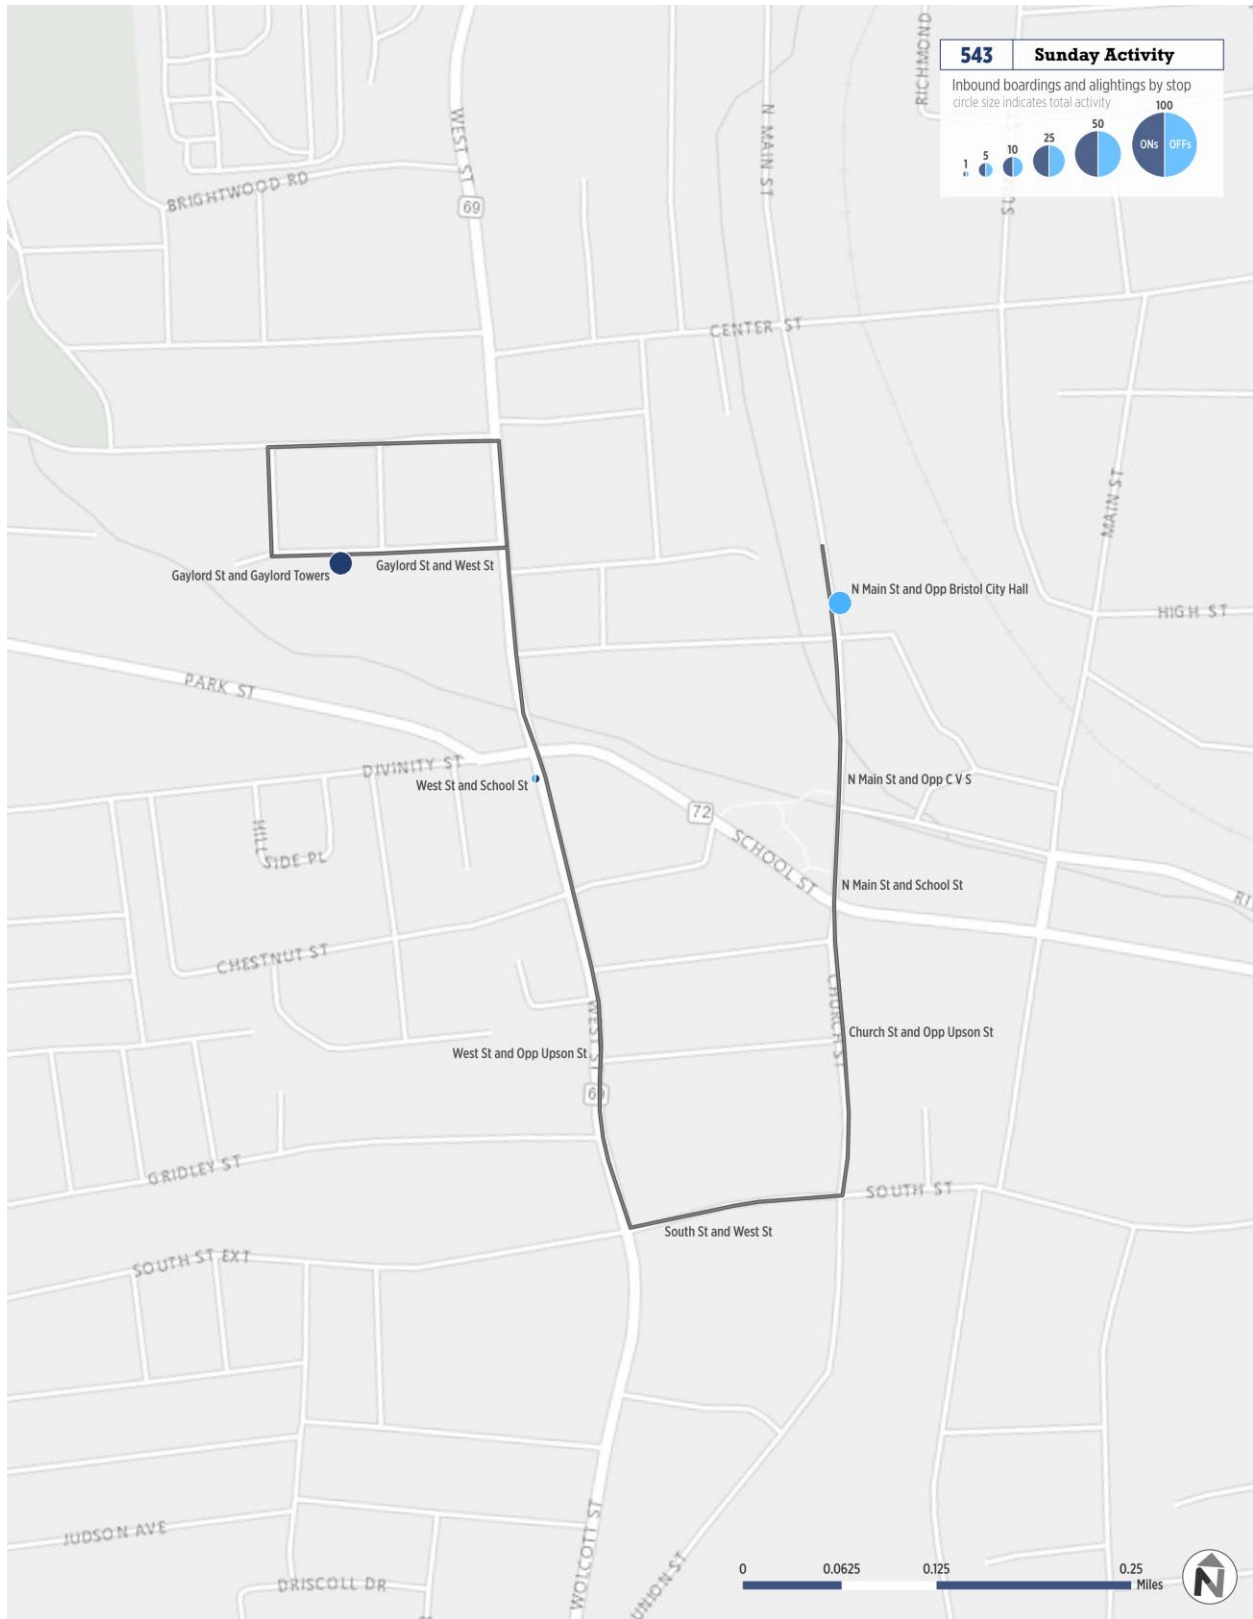 543 Sunday Activity
Inbound boardings and alightings by stop
circle size indicates total activity
1 5 10 25 50 100
ONs OFFs
RICHMOND
WEST ST
N MAIN ST
BRIGHTWOOD RD
69
CENTER ST
MAIN ST
Gaylord St and West St
Gaylord St and Gaylord Towers
N Main St and Opp Bristol City Hall
HIGH ST
PARK ST
DIVINITY ST
West St and School St
N Main St and Opp C V S
72
HILL
SIDE PL
SCHOOL ST
N Main St and School St
CHESTNUT ST
CHURCH ST
WEST ST
Church St and Opp Upson St
West St and Opp Upson St
GRIDLEY ST
SOUTH ST
South St and West St
SOUTH ST EXT
JUDSON AVE
WOLCOTT ST
UNION ST
DRISCOLL DR
0 0.0625 0.125 0.25
Miles
N